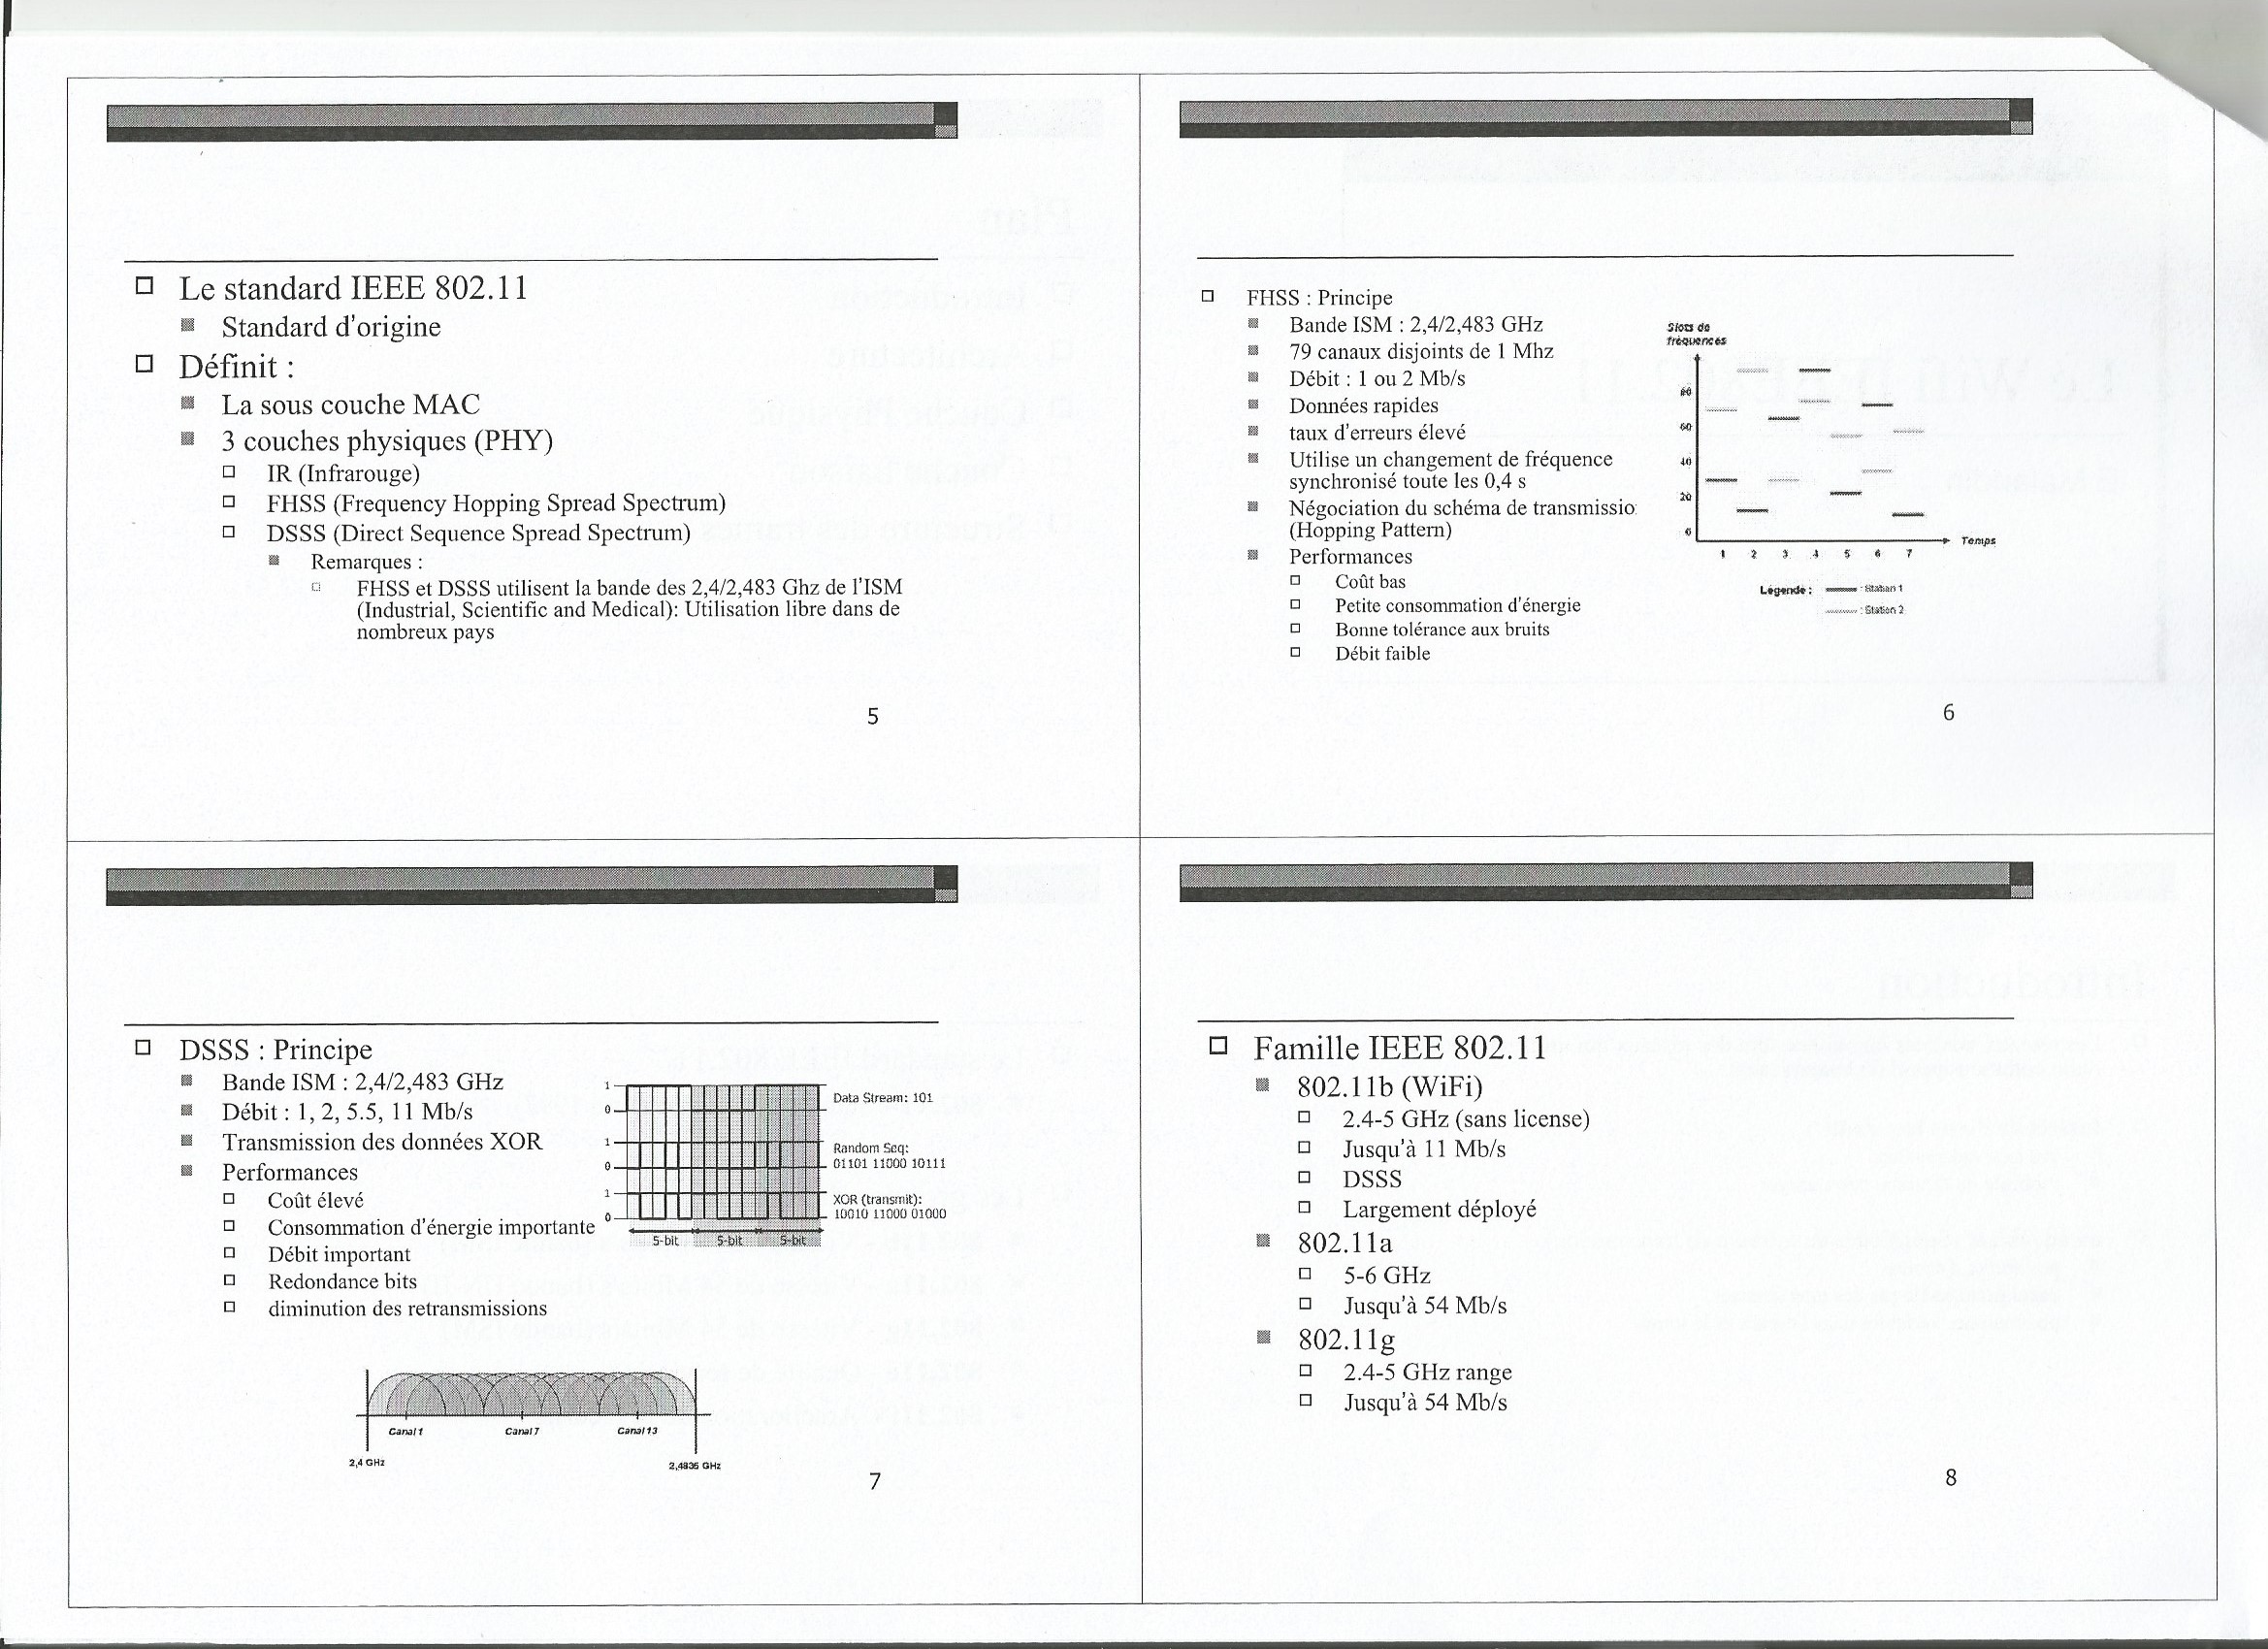 Le standard IEEE 802.11
Standard d'origine
Définit :
La sous couche MAC
3 couches physiques (PHY)
IR (Infrarouge)
FHSS (Frequency Hopping Spread Spectrum)
DSSS (Direct Sequence Spread Spectrum)
Remarques :
FHSS et DSSS utilisent la bande des 2,4/2,483 Ghz de l'ISM
(Industrial, Scientific and Medical): Utilisation libre dans de
nombreux pays
5
FHSS : Principe
Bande ISM : 2,4/2,483 GHz
79 canaux disjoints de 1 Mhz
Débit : 1 ou 2 Mb/s
Données rapides
taux d'erreurs élevé
Utilise un changement de fréquence
synchronisé toute les 0,4 s
Négociation du schéma de transmissio
(Hopping Pattern)
Performances
Coût bas
Petite consommation d'énergie
Bonne tolérance aux bruits
Débit faible
Slots de
fréquences
80
60
40
20
0
1 2 3 4 5 6 7
Temps
Légende : : Station 1
: Station 2
6
DSSS : Principe
Bande ISM : 2,4/2,483 GHz
Débit : 1, 2, 5.5, 11 Mb/s
Transmission des données XOR
Performances
Coût élevé
Consommation d'énergie importante
Débit important
Redondance bits
diminution des retransmissions
1
0
Data Stream: 101
1
0
Random Seq:
01101 11000 10111
1
0
XOR (transmit):
10010 11000 01000
5-bit 5-bit 5-bit
Canal 1 Canal 7 Canal 13
2,4 GHz 2,4835 GHz
7
Famille IEEE 802.11
802.11b (WiFi)
2.4-5 GHz (sans license)
Jusqu'à 11 Mb/s
DSSS
Largement déployé
802.11a
5-6 GHz
Jusqu'à 54 Mb/s
802.11g
2.4-5 GHz range
Jusqu'à 54 Mb/s
8